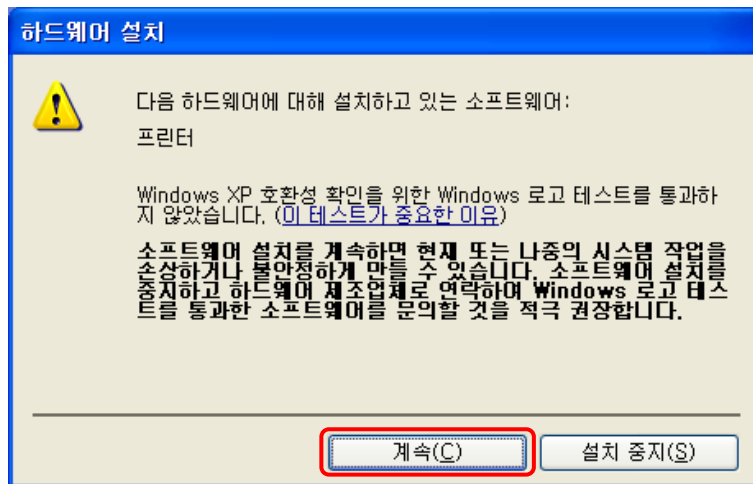 하드웨어 설치
다음 하드웨어에 대해 설치하고 있는 소프트웨어:
프린터
Windows XP 호환성 확인을 위한 Windows 로고 테스트를 통과하
지 않았습니다. (이 테스트가 중요한 이유)
소프트웨어 설치를 계속하면 현재 또는 나중의 시스템 작업을
손상하거나 불안정하게 만들 수 있습니다. 소프트웨어 설치를
중지하고 하드웨어 제조업체로 연락하여 Windows 로고 테스
트를 통과한 소프트웨어를 문의할 것을 적극 권장합니다.
계속(C)
설치 중지(S)